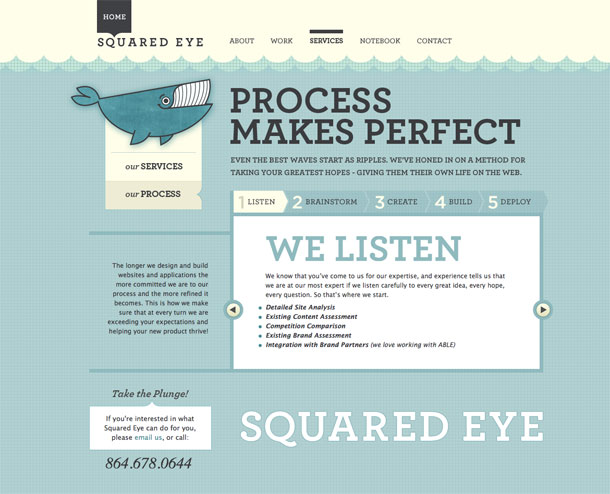 HOME
SQUARED EYE
ABOUT WORK SERVICES NOTEBOOK CONTACT
PROCESS
MAKES PERFECT
EVEN THE BEST WAVES START AS RIPPLES. WE'VE HONED IN ON A METHOD FOR
TAKING YOUR GREATEST HOPES - GIVING THEM THEIR OWN LIFE ON THE WEB.
our SERVICES
our PROCESS
1 LISTEN 2 BRAINSTORM 3 CREATE 4 BUILD 5 DEPLOY
The longer we design and build
websites and applications the
more committed we are to our
process and the more refined it
becomes. This is how we make
sure that at every turn we are
exceeding your expectations and
helping your new product thrive!
WE LISTEN
We know that you've come to us for our expertise, and experience tells us that
we are at our most expert if we listen carefully to every great idea, every hope,
every question. So that's where we start.
Detailed Site Analysis
Existing Content Assessment
Competition Comparison
Existing Brand Assessment
Integration with Brand Partners (we love working with ABLE)
Take the Plunge!
If you're interested in what
Squared Eye can do for you,
please email us, or call:
864.678.0644
SQUARED EYE